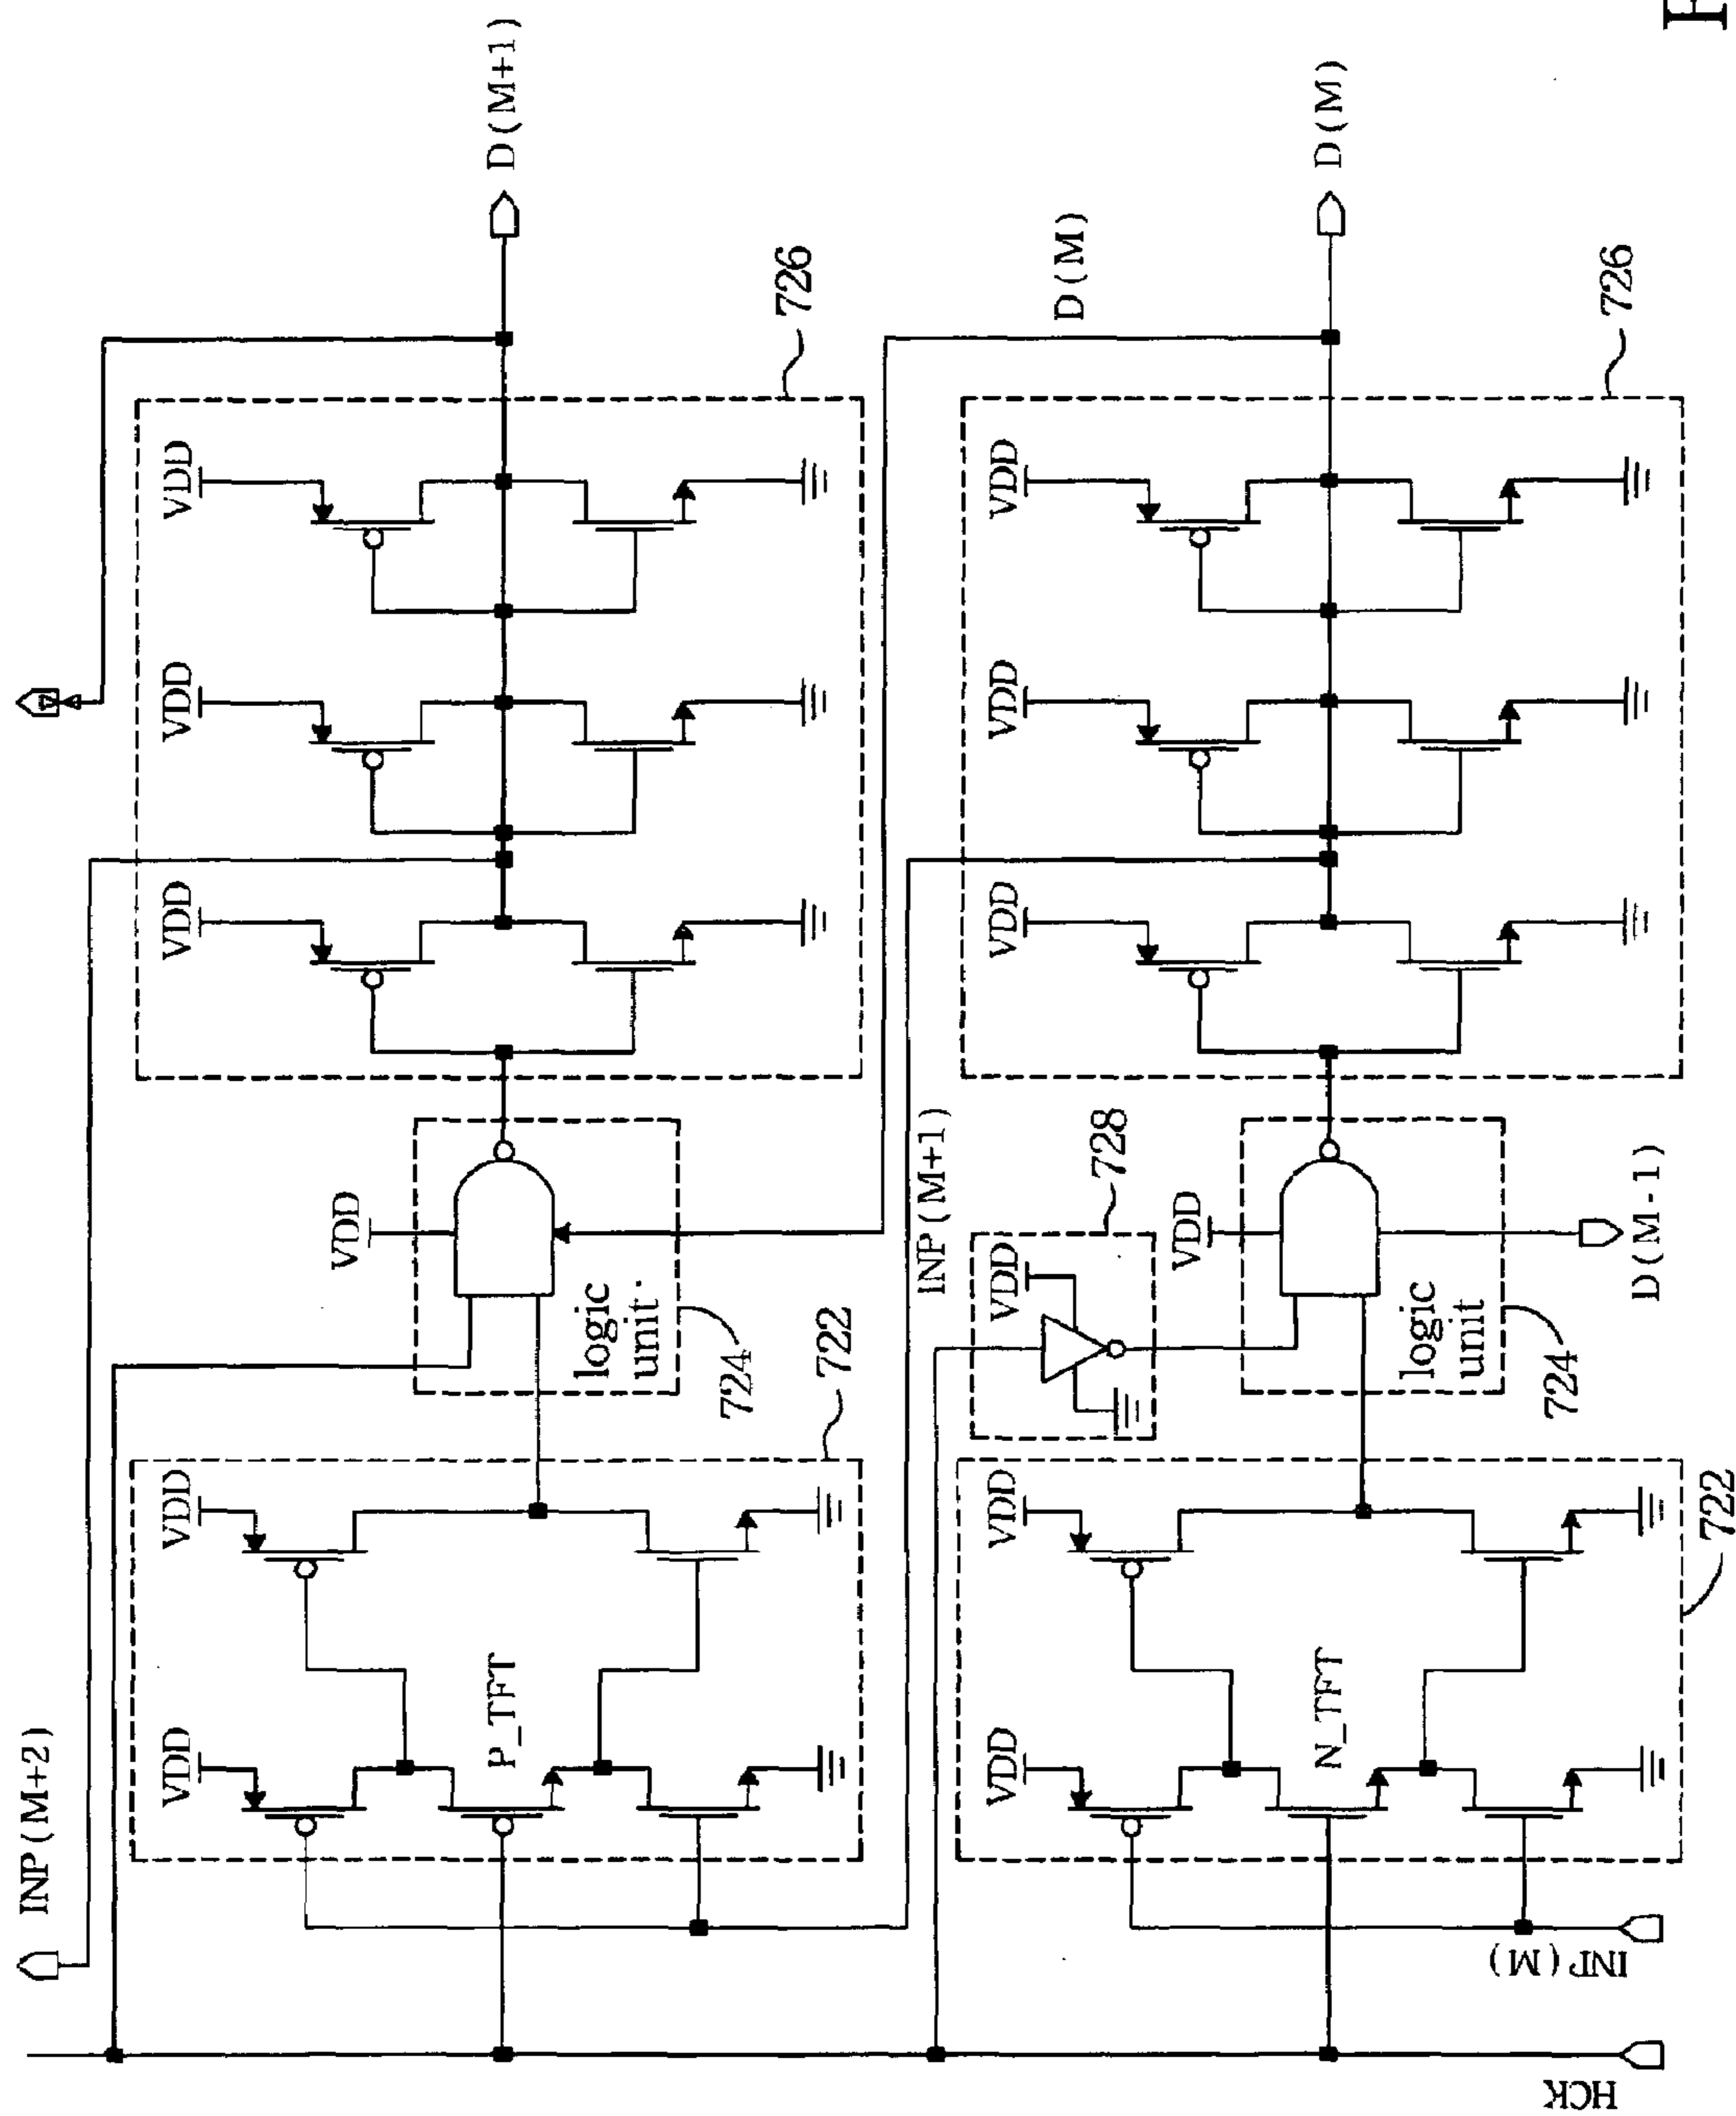 INP(M+2)
D(M+1)
VDD
VDD
VDD
VDD
VDD
VDD
P_TFT
logic
unit
724
722
726
D(M)
INP(M+1)
728
VDD
VDD
VDD
VDD
VDD
VDD
VDD
VDD
N_TFT
logic
unit
724
722
726
D(M)
D(M-1)
INP(M)
HCK
F